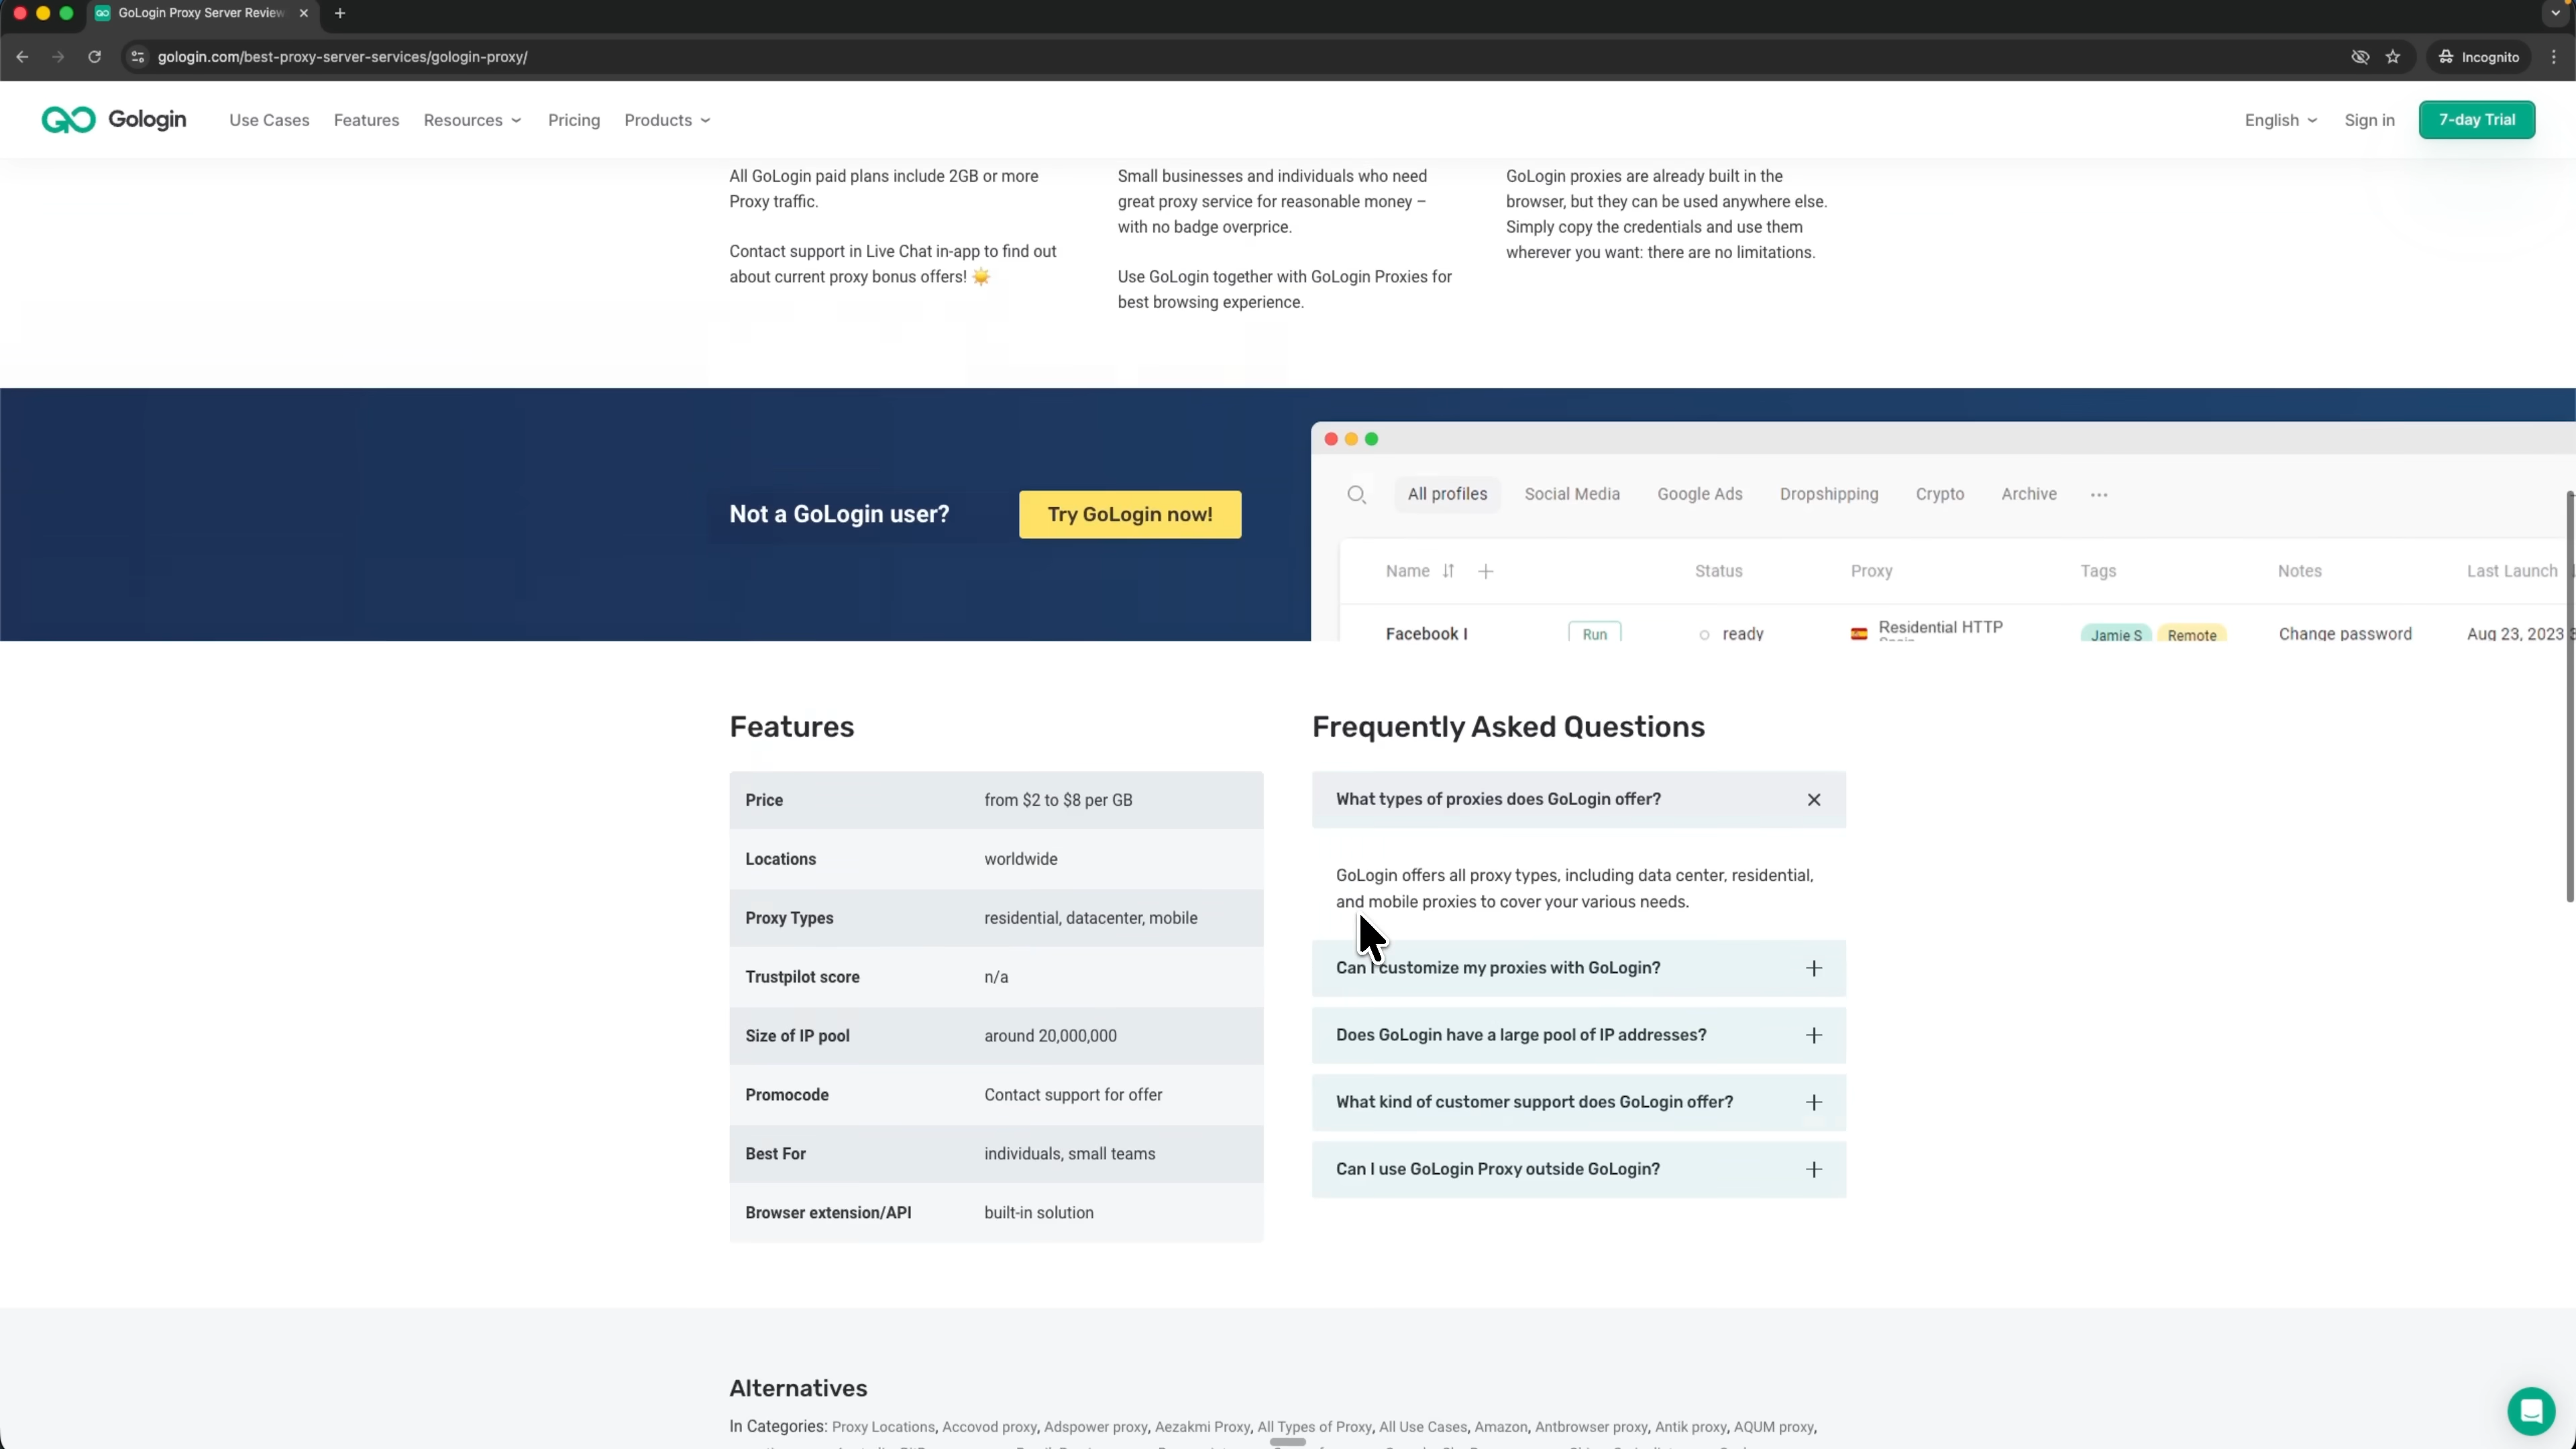 GoLogin Proxy Server Review
gologin.com/best-proxy-server-services/gologin-proxy/
Incognito
Gologin
Use Cases
Features
Resources
Pricing
Products
English
Sign in
7-day Trial
All GoLogin paid plans include 2GB or more
Proxy traffic.
Contact support in Live Chat in-app to find out
about current proxy bonus offers!
Small businesses and individuals who need
great proxy service for reasonable money –
with no badge overprice.
Use GoLogin together with GoLogin Proxies for
best browsing experience.
GoLogin proxies are already built in the
browser, but they can be used anywhere else.
Simply copy the credentials and use them
wherever you want: there are no limitations.
Not a GoLogin user?
Try GoLogin now!
All profiles
Social Media
Google Ads
Dropshipping
Crypto
Archive
Name
Status
Proxy
Tags
Notes
Last Launch
Facebook I
Run
ready
Residential HTTP
Jamie S
Remote
Change password
Aug 23, 2023
Features
Price from $2 to $8 per GB
Locations worldwide
Proxy Types residential, datacenter, mobile
Trustpilot score n/a
Size of IP pool around 20,000,000
Promocode Contact support for offer
Best For individuals, small teams
Browser extension/API built-in solution
Frequently Asked Questions
What types of proxies does GoLogin offer?
GoLogin offers all proxy types, including data center, residential,
and mobile proxies to cover your various needs.
Can I customize my proxies with GoLogin?
Does GoLogin have a large pool of IP addresses?
What kind of customer support does GoLogin offer?
Can I use GoLogin Proxy outside GoLogin?
Alternatives
In Categories: Proxy Locations, Accovod proxy, Adspower proxy, Aezakmi Proxy, All Types of Proxy, All Use Cases, Amazon, Antbrowser proxy, Antik proxy, AQUM proxy,